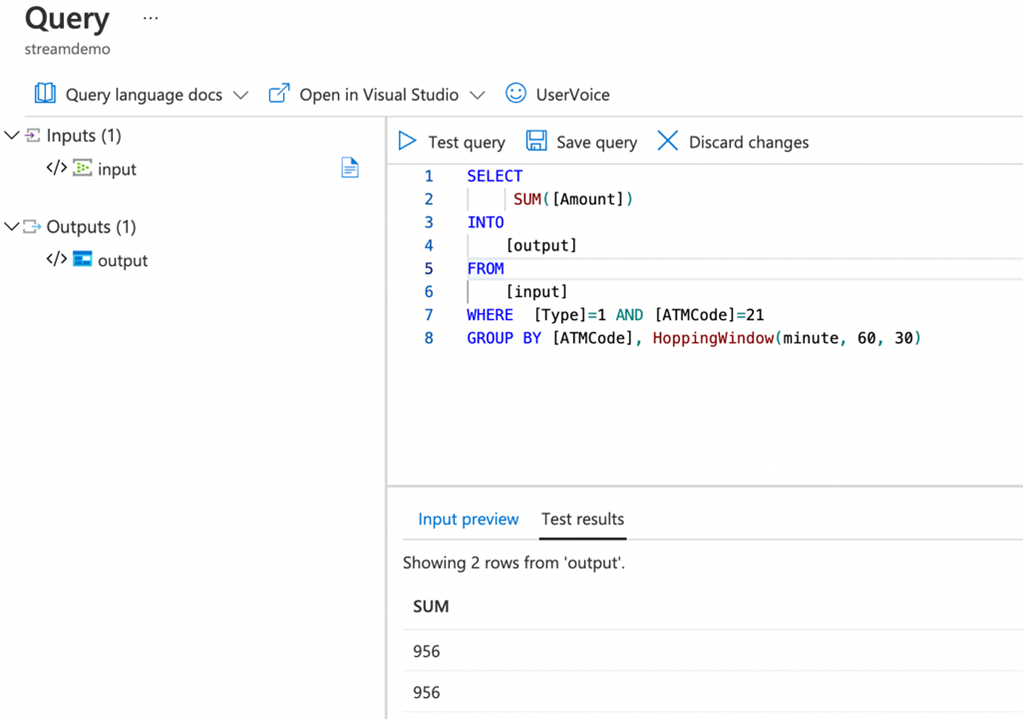 Query ...
streamdemo
Query language docs
Open in Visual Studio
UserVoice
Inputs (1)
</> input
Outputs (1)
</> output
Test query
Save query
Discard changes
1 SELECT
2 SUM([Amount])
3 INTO
4 [output]
5 FROM
6 [input]
7 WHERE [Type]=1 AND [ATMCode]=21
8 GROUP BY [ATMCode], HoppingWindow(minute, 60, 30)
Input preview
Test results
Showing 2 rows from 'output'.
SUM
956
956